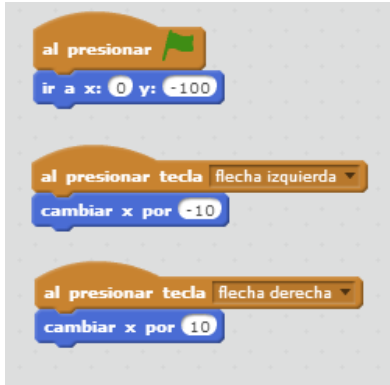 al presionar
ir a x: 0 y: -100
al presionar tecla flecha izquierda
cambiar x por -10
al presionar tecla flecha derecha
cambiar x por 10